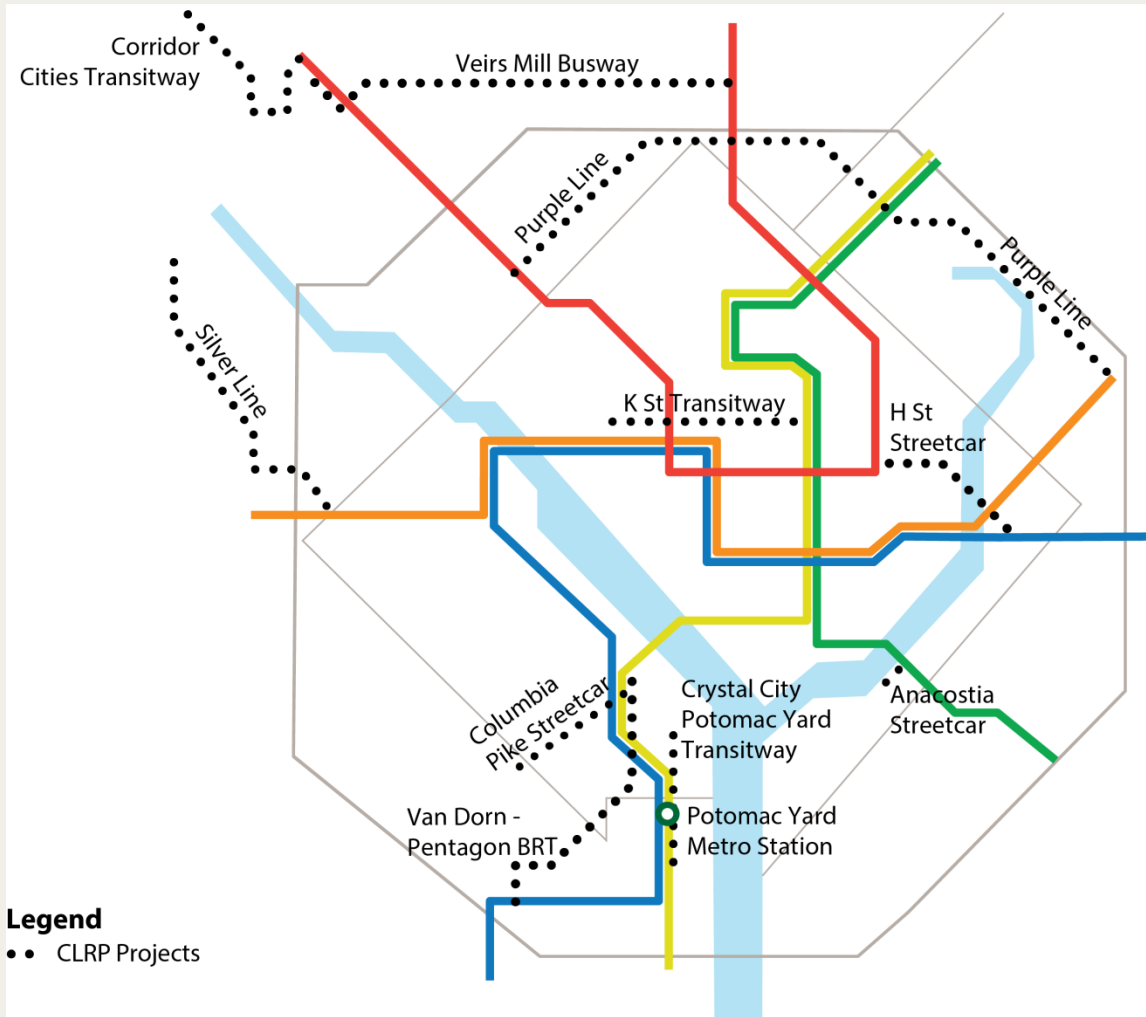 Corridor
Cities Transitway
Veirs Mill Busway
Purple Line
Purple Line
Silver Line
K St Transitway
H St
Streetcar
Columbia
Pike Streetcar
Crystal City
Potomac Yard
Transitway
Anacostia
Streetcar
Van Dorn -
Pentagon BRT
Potomac Yard
Metro Station
Legend
CLRP Projects